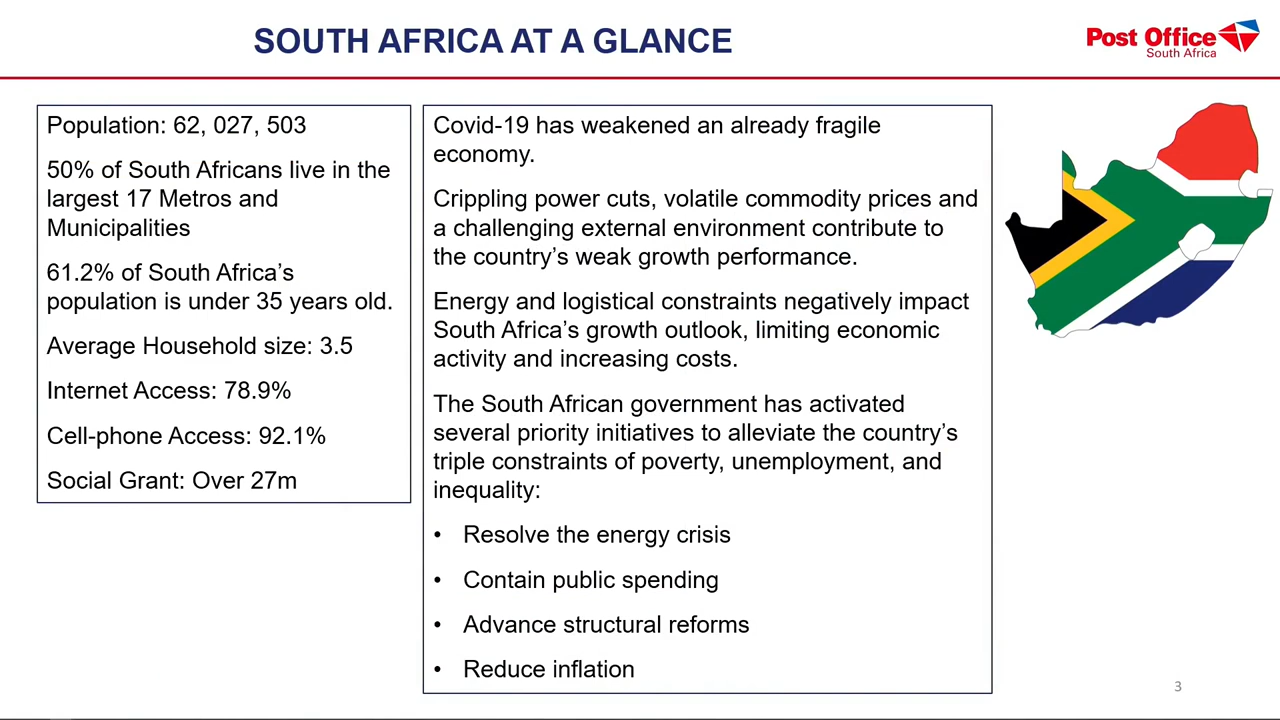 SOUTH AFRICA AT A GLANCE
Post Office
South Africa
Population: 62, 027, 503
50% of South Africans live in the
largest 17 Metros and
Municipalities
61.2% of South Africa’s
population is under 35 years old.
Average Household size: 3.5
Internet Access: 78.9%
Cell-phone Access: 92.1%
Social Grant: Over 27m
Covid-19 has weakened an already fragile
economy.
Crippling power cuts, volatile commodity prices and
a challenging external environment contribute to
the country’s weak growth performance.
Energy and logistical constraints negatively impact
South Africa’s growth outlook, limiting economic
activity and increasing costs.
The South African government has activated
several priority initiatives to alleviate the country’s
triple constraints of poverty, unemployment, and
inequality:
• Resolve the energy crisis
• Contain public spending
• Advance structural reforms
• Reduce inflation
3